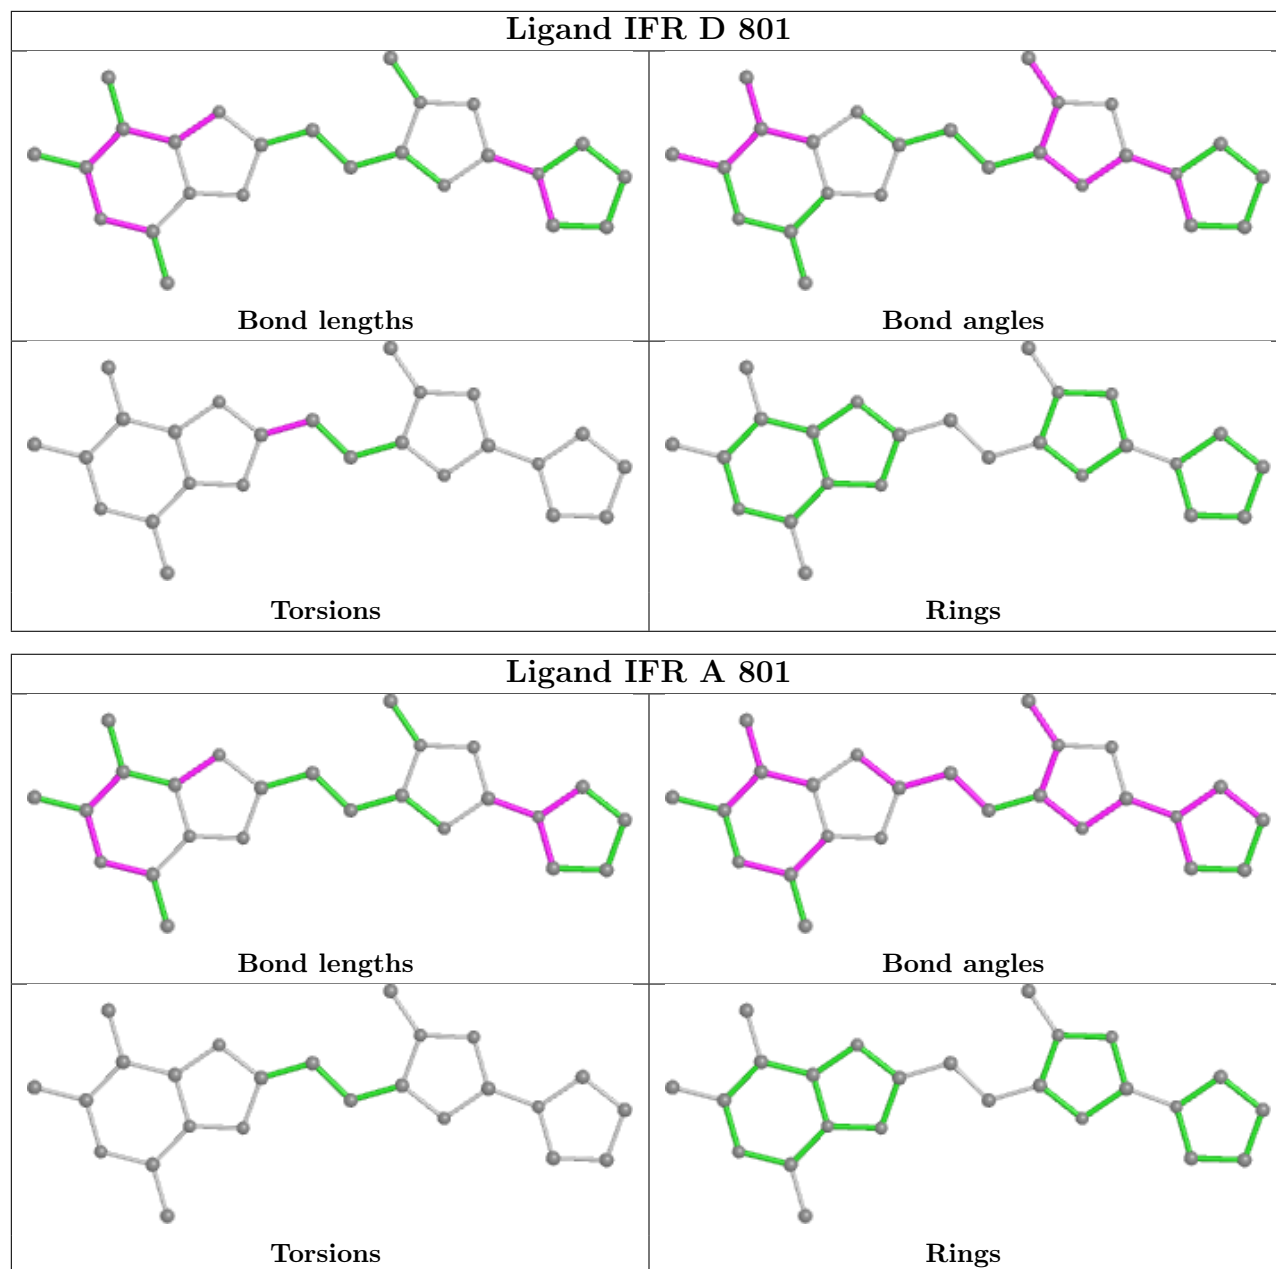 Ligand IFR D 801
Bond lengths
Bond angles
Torsions
Rings
Ligand IFR A 801
Bond lengths
Bond angles
Torsions
Rings